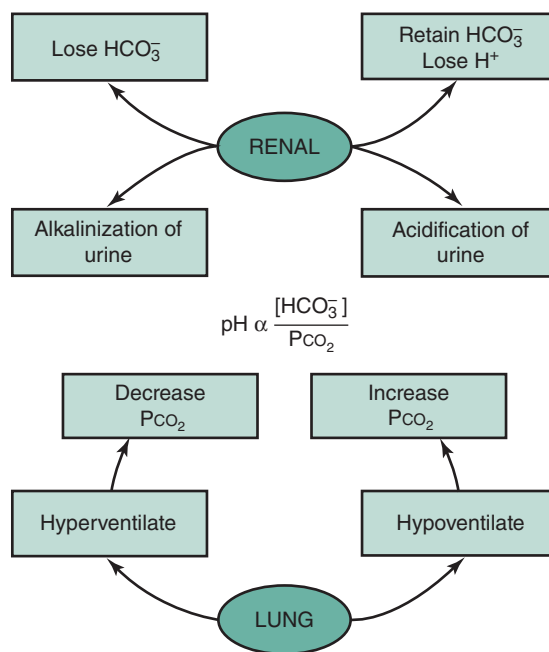 Lose HCO₃⁻
Retain HCO₃⁻
Lose H⁺
RENAL
Alkalinization of
urine
Acidification of
urine
pH α [HCO₃⁻] / PCO₂
Decrease
PCO₂
Increase
PCO₂
Hyperventilate
Hypoventilate
LUNG